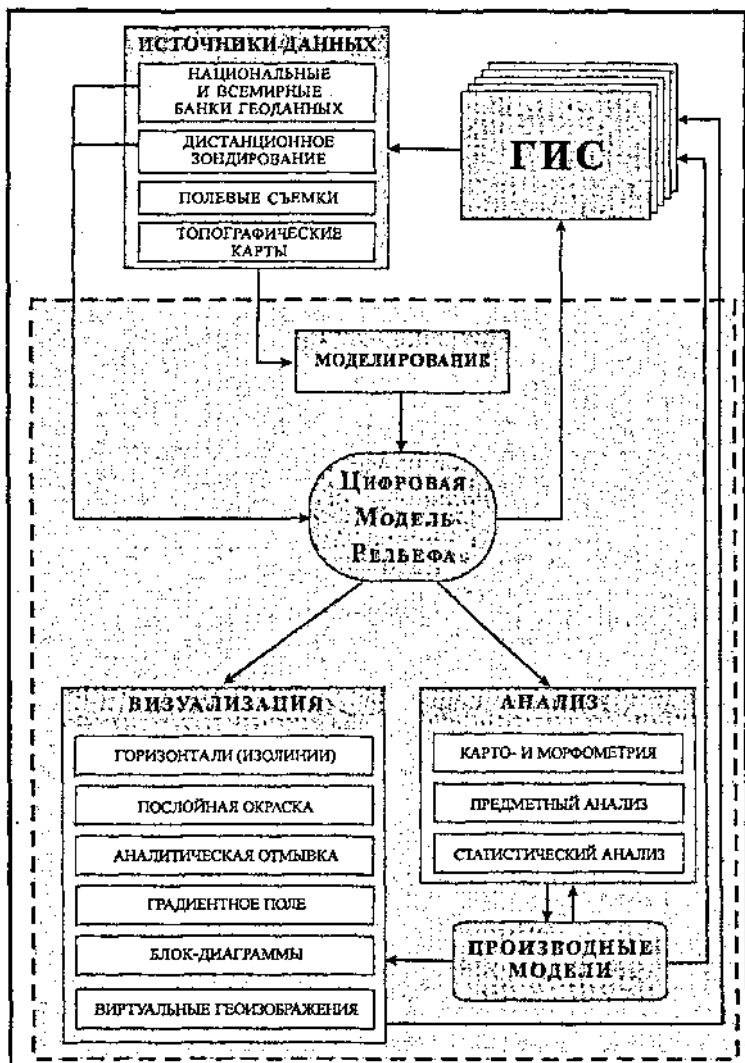 ИСТОЧНИКИ ДАННЫХ
НАЦИОНАЛЬНЫЕ
И ВСЕМИРНЫЕ
БАНКИ ГЕОДАННЫХ
ДИСТАНЦИОННОЕ
ЗОНДИРОВАНИЕ
ПОЛЕВЫЕ СЪЕМКИ
ТОПОГРАФИЧЕСКИЕ
КАРТЫ
ГИС
МОДЕЛИРОВАНИЕ
ЦИФРОВАЯ
МОДЕЛЬ
РЕЛЬЕФА
ВИЗУАЛИЗАЦИЯ
ГОРИЗОНТАЛИ (ИЗОЛИНИИ)
ПОСЛОЙНАЯ ОКРАСКА
АНАЛИТИЧЕСКАЯ ОТМЫВКА
ГРАДИЕНТНОЕ ПОЛЕ
БЛОК-ДИАГРАММЫ
ВИРТУАЛЬНЫЕ ГЕОИЗОБРАЖЕНИЯ
АНАЛИЗ
КАРТО- И МОРФОМЕТРИЯ
ПРЕДМЕТНЫЙ АНАЛИЗ
СТАТИСТИЧЕСКИЙ АНАЛИЗ
ПРОИЗВОДНЫЕ
МОДЕЛИ